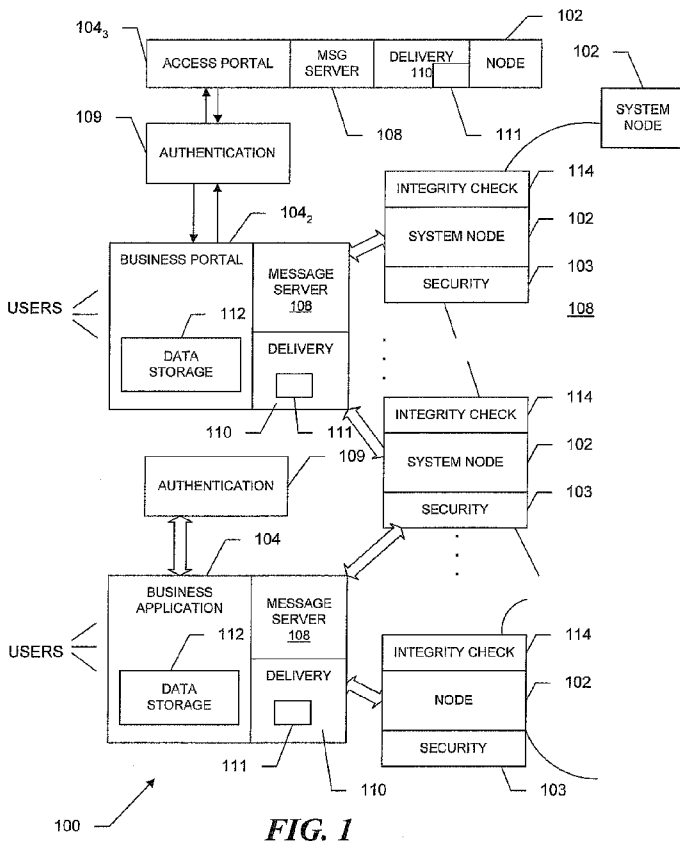 104₃
102
ACCESS PORTAL
MSG
SERVER
DELIVERY
110
NODE
102
109
108
111
SYSTEM
NODE
AUTHENTICATION
INTEGRITY CHECK
114
104₂
SYSTEM NODE
102
BUSINESS PORTAL
MESSAGE
SERVER
108
SECURITY
103
USERS
112
108
DATA
STORAGE
DELIVERY
110
111
INTEGRITY CHECK
114
109
SYSTEM NODE
102
AUTHENTICATION
SECURITY
103
104
BUSINESS
APPLICATION
MESSAGE
SERVER
108
USERS
112
INTEGRITY CHECK
114
DATA
STORAGE
DELIVERY
NODE
102
111
110
SECURITY
103
100
FIG. 1